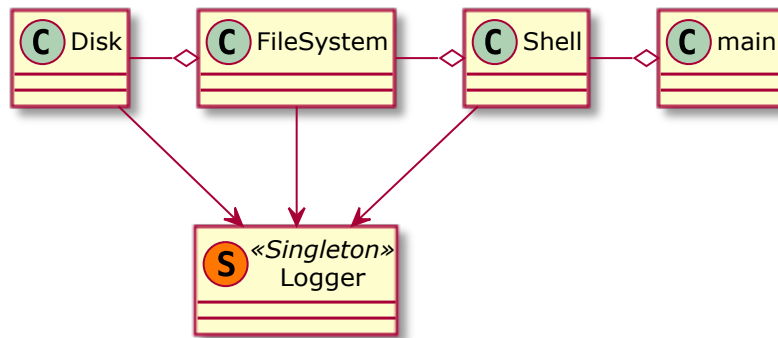 C Disk
C FileSystem
C Shell
C main
S «Singleton»
Logger